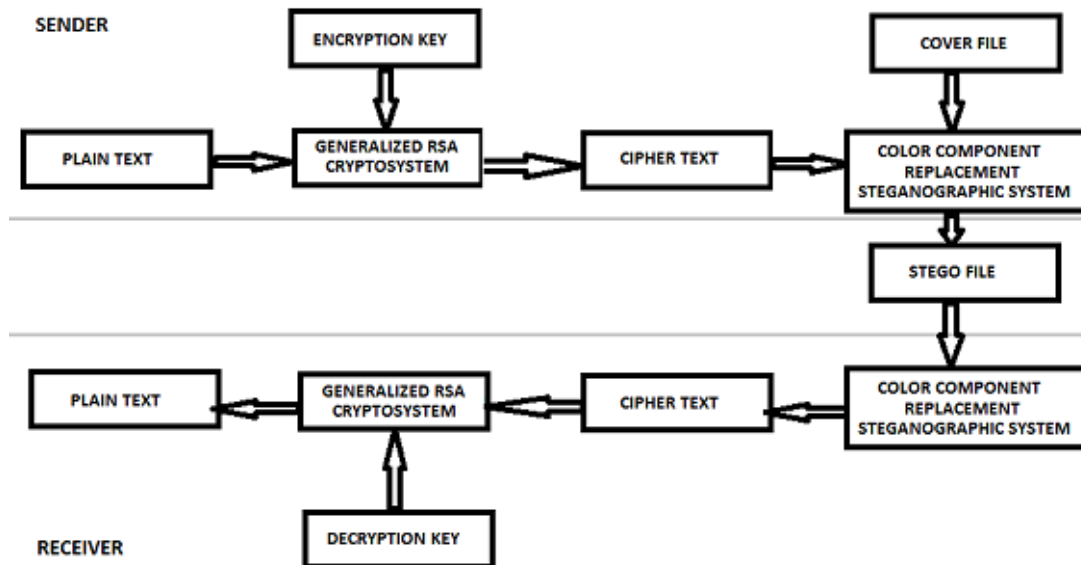 SENDER
ENCRYPTION KEY
COVER FILE
PLAIN TEXT
GENERALIZED RSA
CRYPTOSYSTEM
CIPHER TEXT
COLOR COMPONENT
REPLACEMENT
STEGANOGRAPHIC SYSTEM
STEGO FILE
PLAIN TEXT
GENERALIZED RSA
CRYPTOSYSTEM
CIPHER TEXT
COLOR COMPONENT
REPLACEMENT
STEGANOGRAPHIC SYSTEM
DECRYPTION KEY
RECEIVER